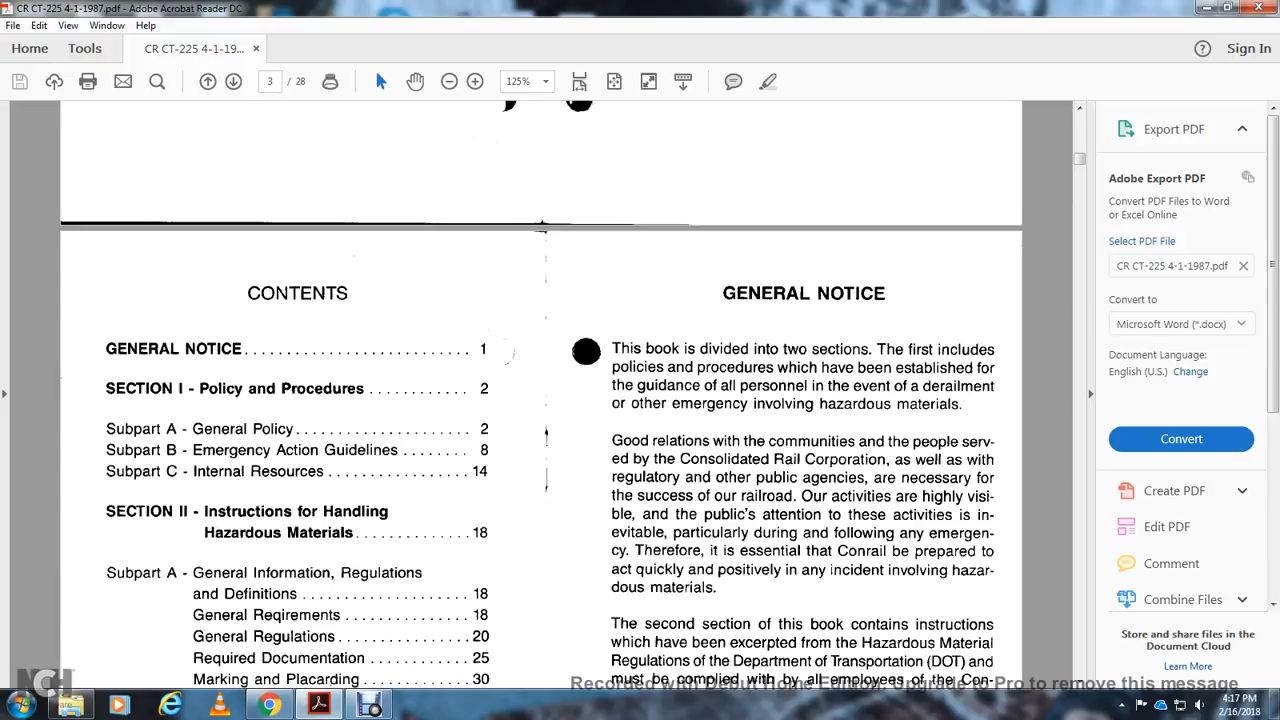 CR CT-225 4-1-1987.pdf - Adobe Acrobat Reader DC
File Edit View Window Help
Home Tools CR CT-225 4-1-19... × Sign In
3 / 28 125%
CONTENTS
GENERAL NOTICE 1
SECTION I - Policy and Procedures 2
Subpart A - General Policy 2
Subpart B - Emergency Action Guidelines 8
Subpart C - Internal Resources 14
SECTION II - Instructions for Handling
Hazardous Materials 18
Subpart A - General Information, Regulations
and Definitions 18
General Reqirements 18
General Regulations 20
Required Documentation 25
Marking and Placarding 30
GENERAL NOTICE
This book is divided into two sections. The first includes
policies and procedures which have been established for
the guidance of all personnel in the event of a derailment
or other emergency involving hazardous materials.
Good relations with the communities and the people serv-
ed by the Consolidated Rail Corporation, as well as with
regulatory and other public agencies, are necessary for
the success of our railroad. Our activities are highly visi-
ble, and the public's attention to these activities is in-
evitable, particularly during and following any emergen-
cy. Therefore, it is essential that Conrail be prepared to
act quickly and positively in any incident involving hazar-
dous materials.
The second section of this book contains instructions
which have been excerpted from the Hazardous Material
Regulations of the Department of Transportation (DOT) and
must be complied with by all employees of the Con-
Export PDF
Adobe Export PDF
Convert PDF Files to Word
or Excel Online
Select PDF File
CR CT-225 4-1-1987.pdf
Convert to
Microsoft Word (*.docx)
Document Language:
English (U.S.) Change
Convert
Create PDF
Edit PDF
Comment
Combine Files
Store and share files in the
Document Cloud
Learn More
NCH
Recorded with Debut Home Edition. Upgrade to Pro to remove this message
4:17 PM
2/16/2018